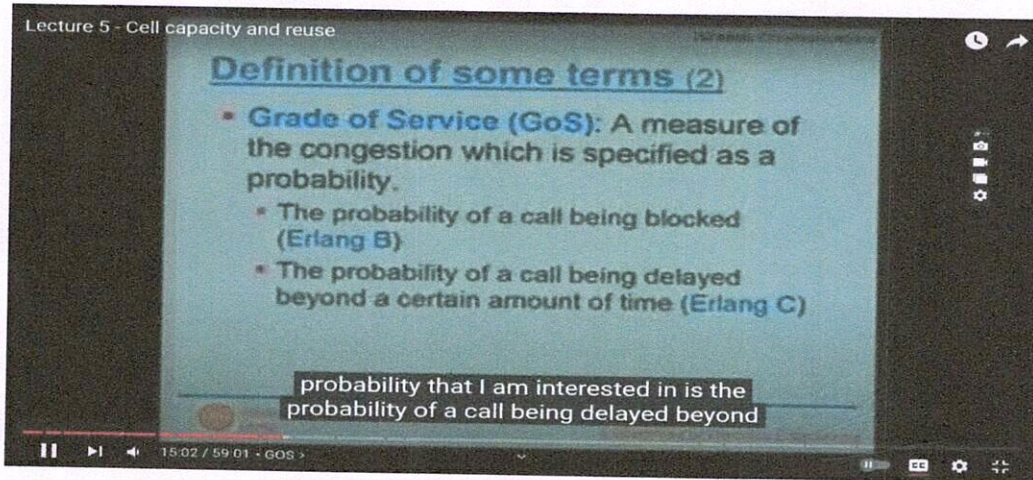 Lecture 5 - Cell capacity and reuse
Definition of some terms (2)
Grade of Service (GoS): A measure of
the congestion which is specified as a
probability.
The probability of a call being blocked
(Erlang B)
The probability of a call being delayed
beyond a certain amount of time (Erlang C)
probability that I am interested in is the
probability of a call being delayed beyond
15:02 / 59:01 • GOS ›
CC